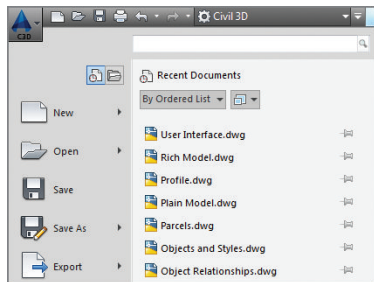 Civil 3D
C3D
Recent Documents
By Ordered List
New
Open
Save
Save As
Export
User Interface.dwg
Rich Model.dwg
Profile.dwg
Plain Model.dwg
Parcels.dwg
Objects and Styles.dwg
Object Relationships.dwg